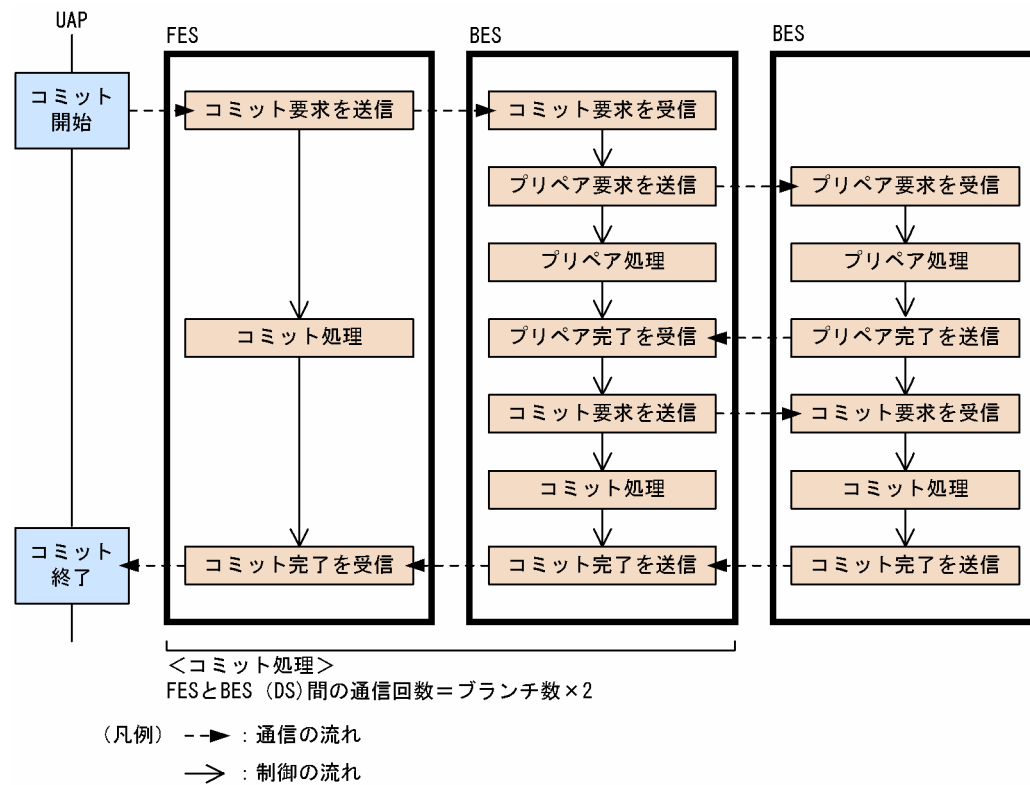 UAP
FES
BES
BES
コミット
開始
コミット要求を送信
コミット要求を受信
プリペア要求を送信
プリペア要求を受信
プリペア処理
プリペア処理
コミット処理
プリペア完了を受信
プリペア完了を送信
コミット要求を送信
コミット要求を受信
コミット処理
コミット処理
コミット
終了
コミット完了を受信
コミット完了を送信
コミット完了を送信
＜コミット処理＞
FESとBES（DS)間の通信回数＝ブランチ数×2
（凡例）
：通信の流れ
：制御の流れ